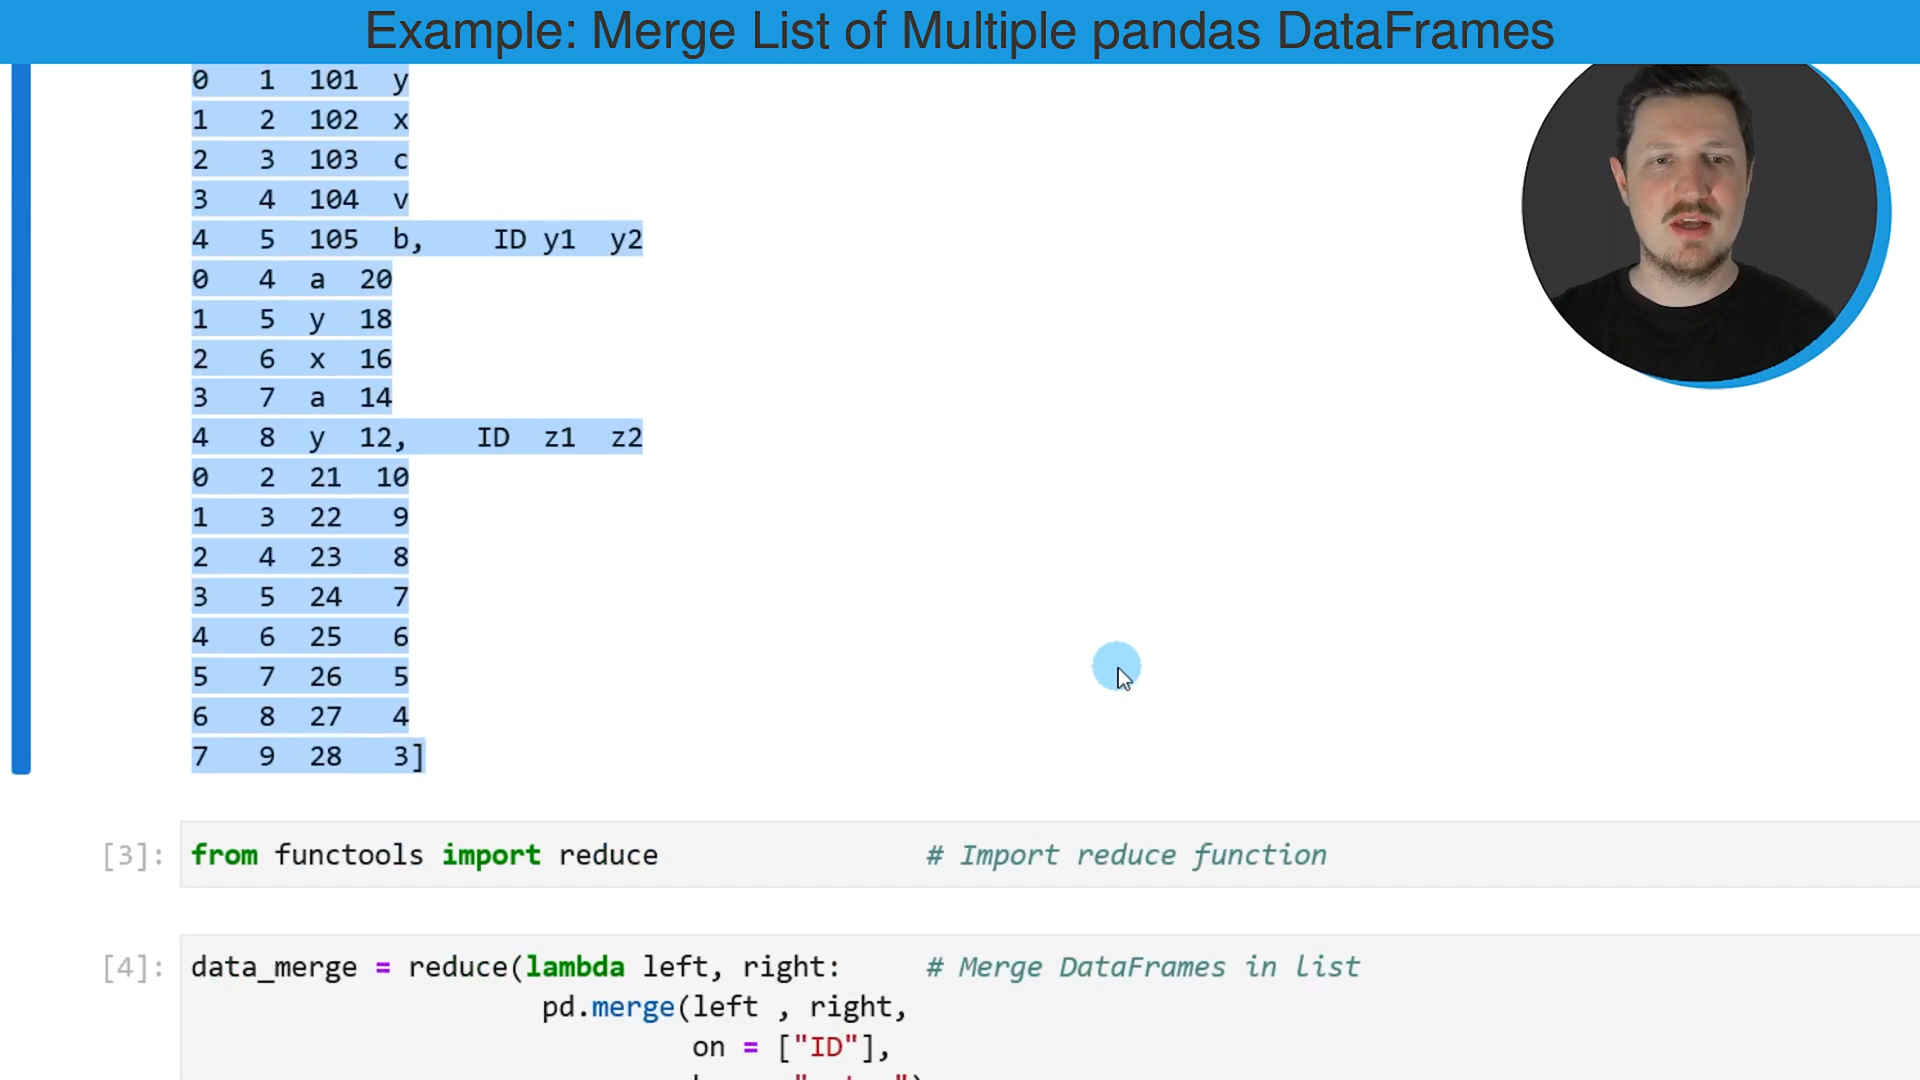 Example: Merge List of Multiple pandas DataFrames
0 1 101 y
1 2 102 x
2 3 103 c
3 4 104 v
4 5 105 b, ID y1 y2
0 4 a 20
1 5 y 18
2 6 x 16
3 7 a 14
4 8 y 12, ID z1 z2
0 2 21 10
1 3 22 9
2 4 23 8
3 5 24 7
4 6 25 6
5 7 26 5
6 8 27 4
7 9 28 3]
[3]: from functools import reduce # Import reduce function
[4]: data_merge = reduce(lambda left, right: # Merge DataFrames in list
pd.merge(left , right,
on = ["ID"],